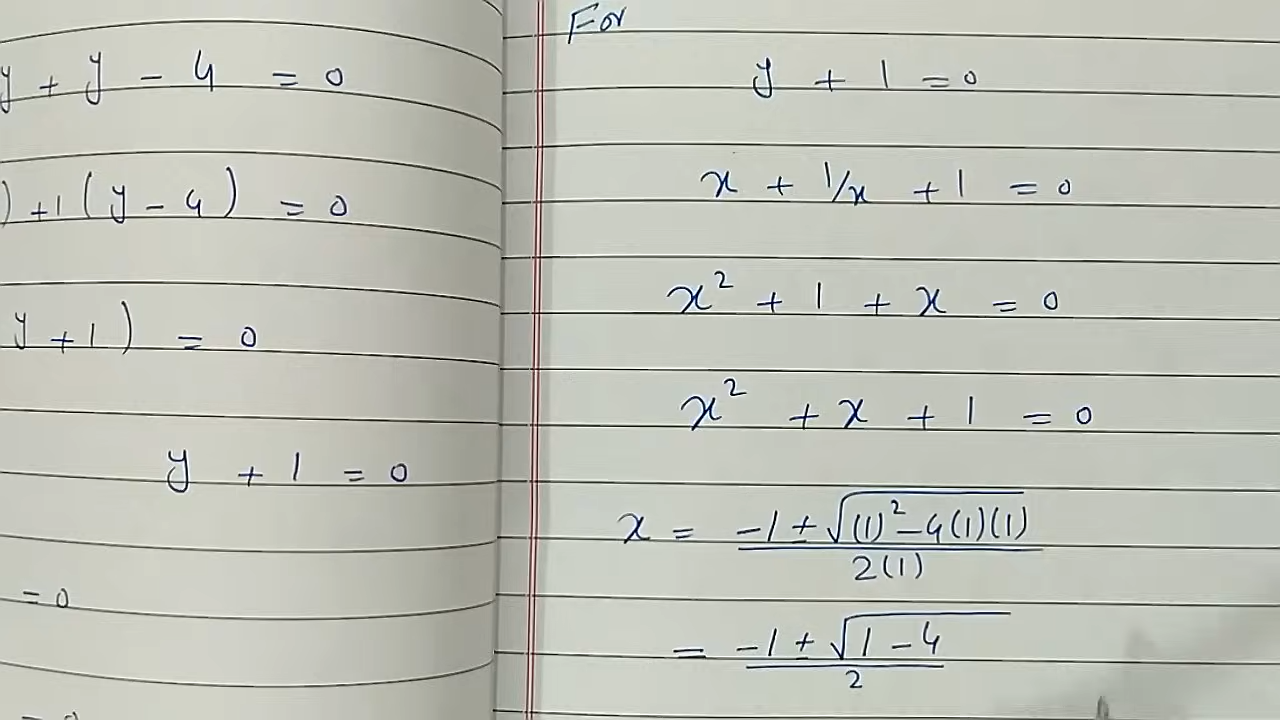 y + y - 4 = 0
) +1 (y - 4) = 0
y + 1) = 0
y + 1 = 0
= 0
For
y + 1 = 0
x + 1/x + 1 = 0
x² + 1 + x = 0
x² + x + 1 = 0
x = (-1 ± √((1)² - 4(1)(1))) / 2(1)
= (-1 ± √(1 - 4)) / 2